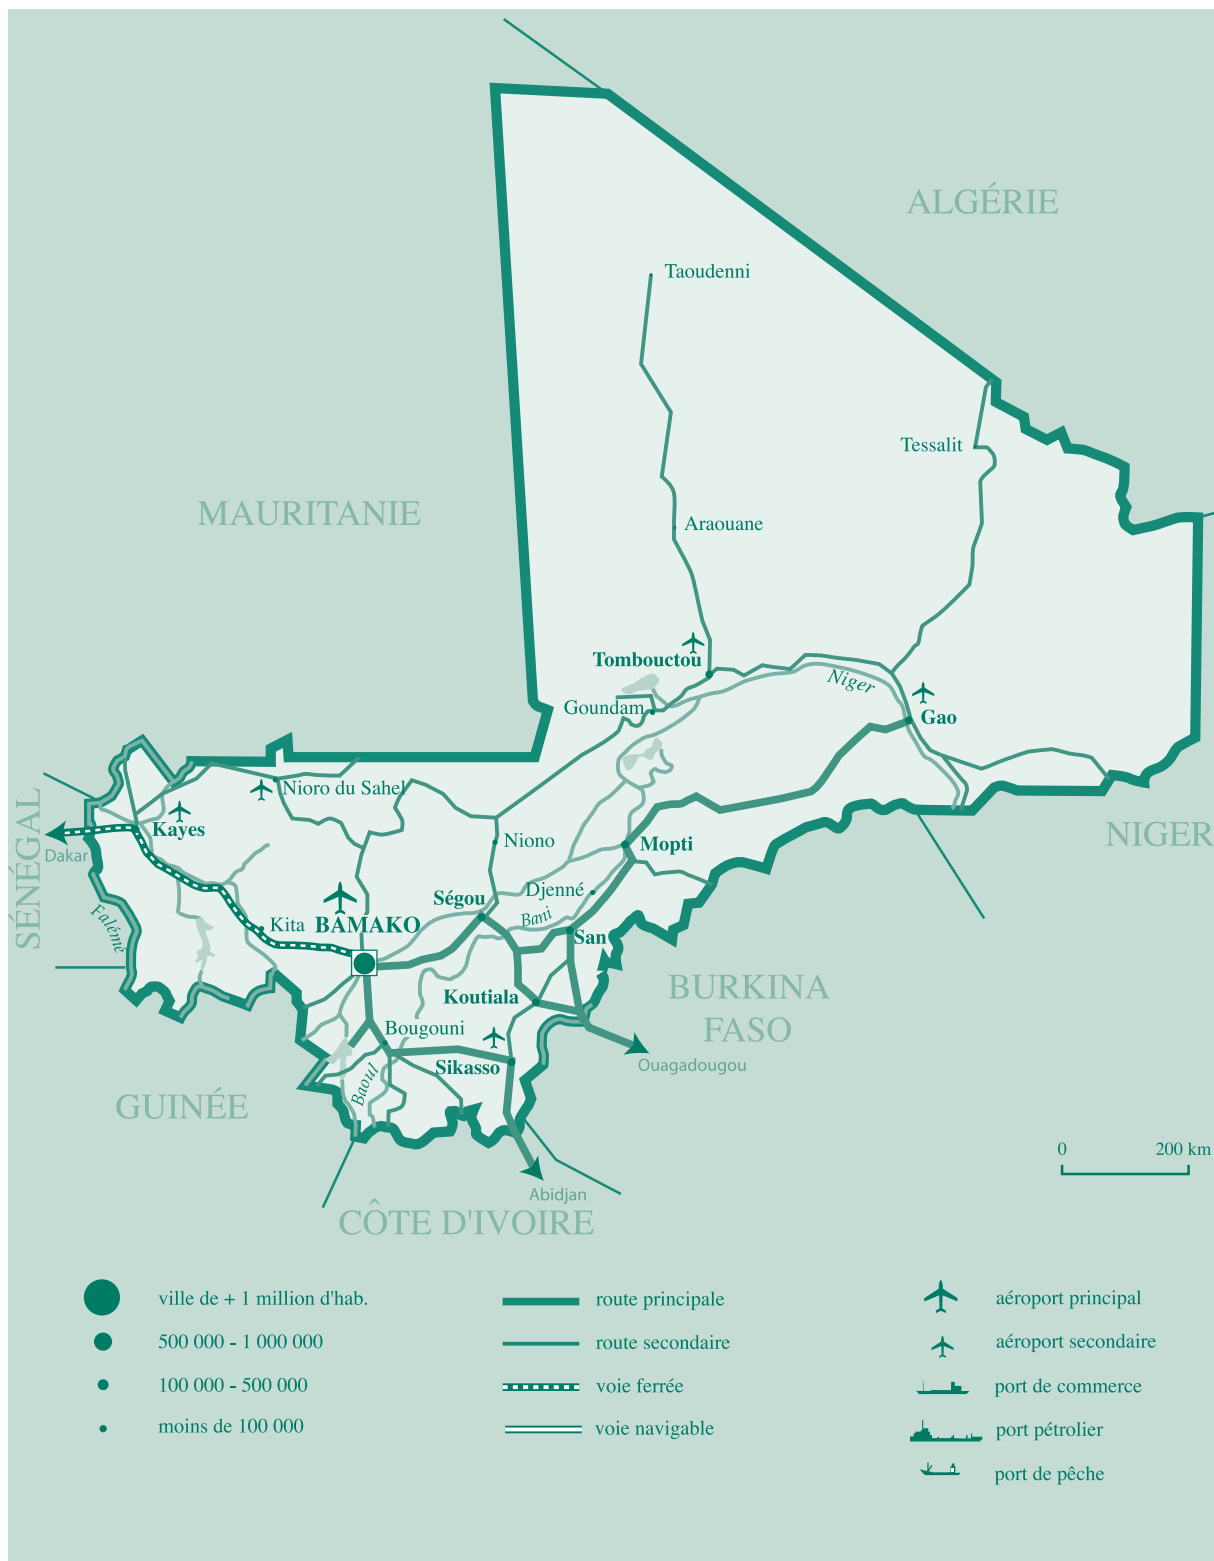 ALGÉRIE
Taoudenni
Tessalit
MAURITANIE
Araouane
Tombouctou
Niger
Goundam
Gao
Nioro du Sahel
SÉNÉGAL
Kayes
NIGER
Dakar
Niono
Mopti
Djenné
Ségou
Bani
Falémé
Kita
BAMAKO
San
BURKINA
FASO
Koutiala
Bougouni
Sikasso
Ouagadougou
Baoul
GUINÉE
0 200 km
Abidjan
CÔTE D'IVOIRE
ville de + 1 million d'hab.
500 000 - 1 000 000
100 000 - 500 000
moins de 100 000
route principale
route secondaire
voie ferrée
voie navigable
aéroport principal
aéroport secondaire
port de commerce
port pétrolier
port de pêche